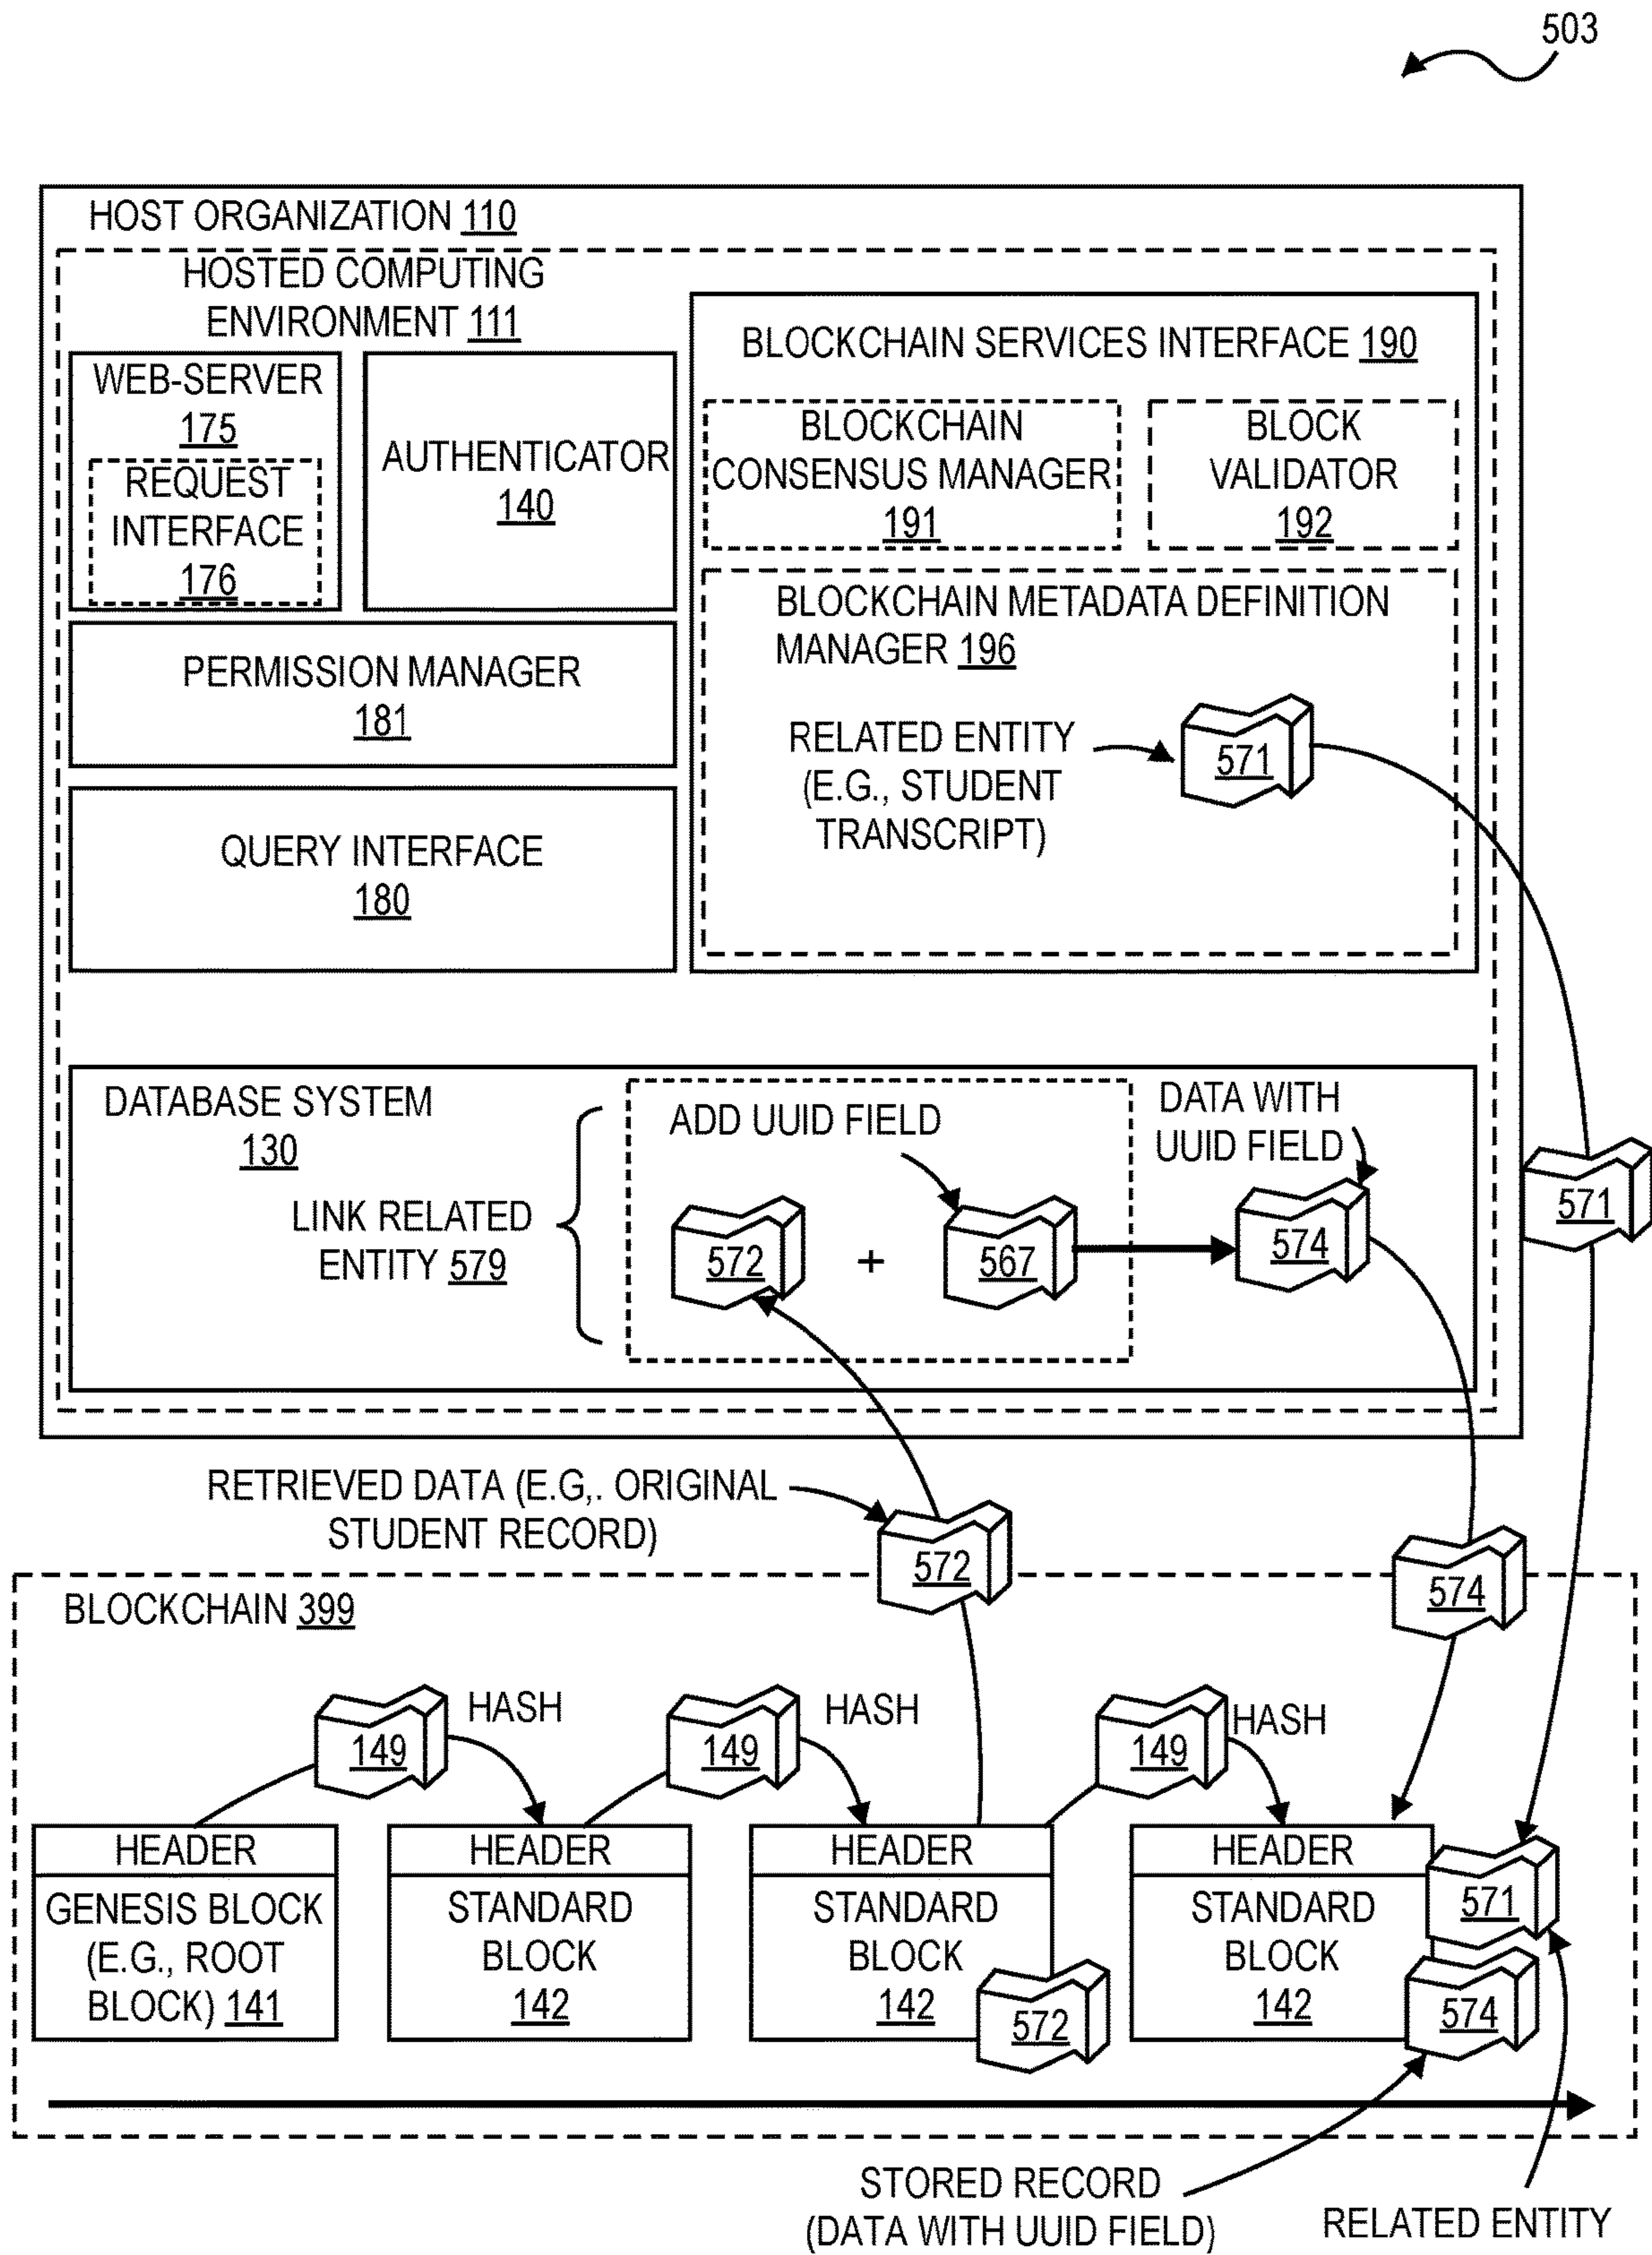 503
HOST ORGANIZATION 110
HOSTED COMPUTING
ENVIRONMENT 111
WEB-SERVER
175
REQUEST
INTERFACE
176
AUTHENTICATOR
140
PERMISSION MANAGER
181
QUERY INTERFACE
180
BLOCKCHAIN SERVICES INTERFACE 190
BLOCKCHAIN
CONSENSUS MANAGER
191
BLOCK
VALIDATOR
192
BLOCKCHAIN METADATA DEFINITION
MANAGER 196
RELATED ENTITY
(E.G., STUDENT
TRANSCRIPT)
571
571
DATABASE SYSTEM
130
LINK RELATED
ENTITY 579
ADD UUID FIELD
572
+
567
DATA WITH
UUID FIELD
574
RETRIEVED DATA (E.G,. ORIGINAL
STUDENT RECORD)
572
574
BLOCKCHAIN 399
149
HASH
149
HASH
149
HASH
HEADER
GENESIS BLOCK
(E.G., ROOT
BLOCK) 141
HEADER
STANDARD
BLOCK
142
HEADER
STANDARD
BLOCK
142
572
HEADER
STANDARD
BLOCK
142
571
574
STORED RECORD
(DATA WITH UUID FIELD)
RELATED ENTITY